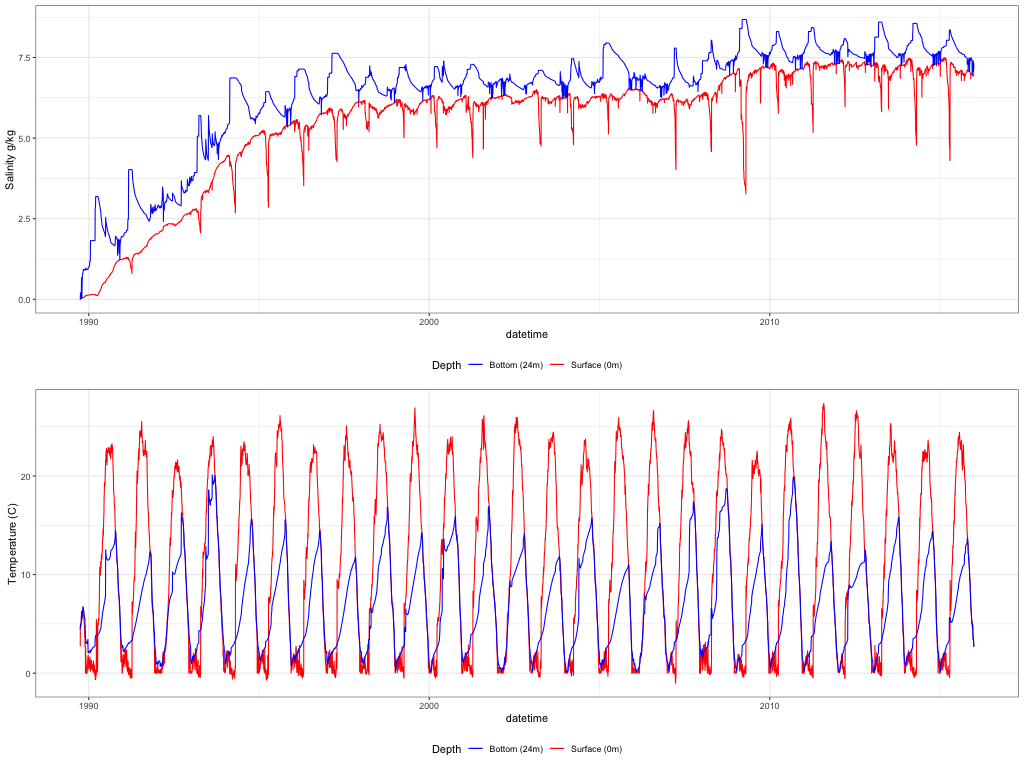 Salinity g/kg
7.5
5.0
2.5
0.0
1990 2000 2010
datetime
Depth Bottom (24m) Surface (0m)
Temperature (C)
20
10
0
1990 2000 2010
datetime
Depth Bottom (24m) Surface (0m)